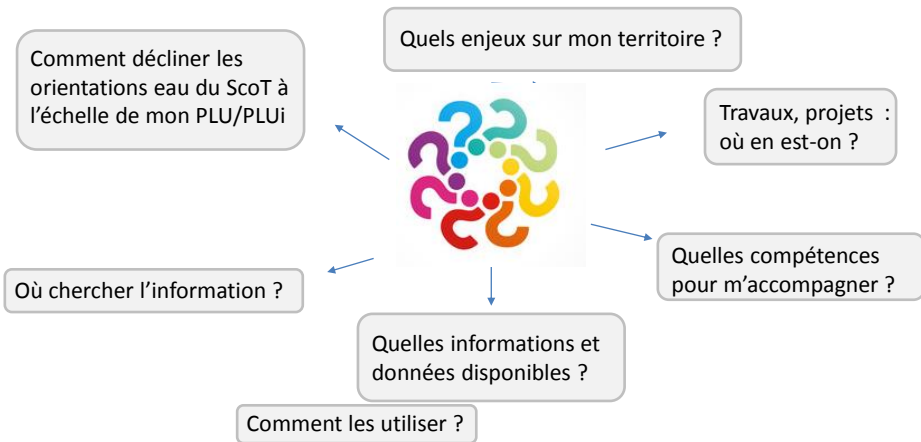 Quels enjeux sur mon territoire ?
Comment décliner les
orientations eau du ScoT à
l’échelle de mon PLU/PLUi
Travaux, projets :
où en est-on ?
Quelles compétences
pour m’accompagner ?
Où chercher l’information ?
Quelles informations et
données disponibles ?
Comment les utiliser ?